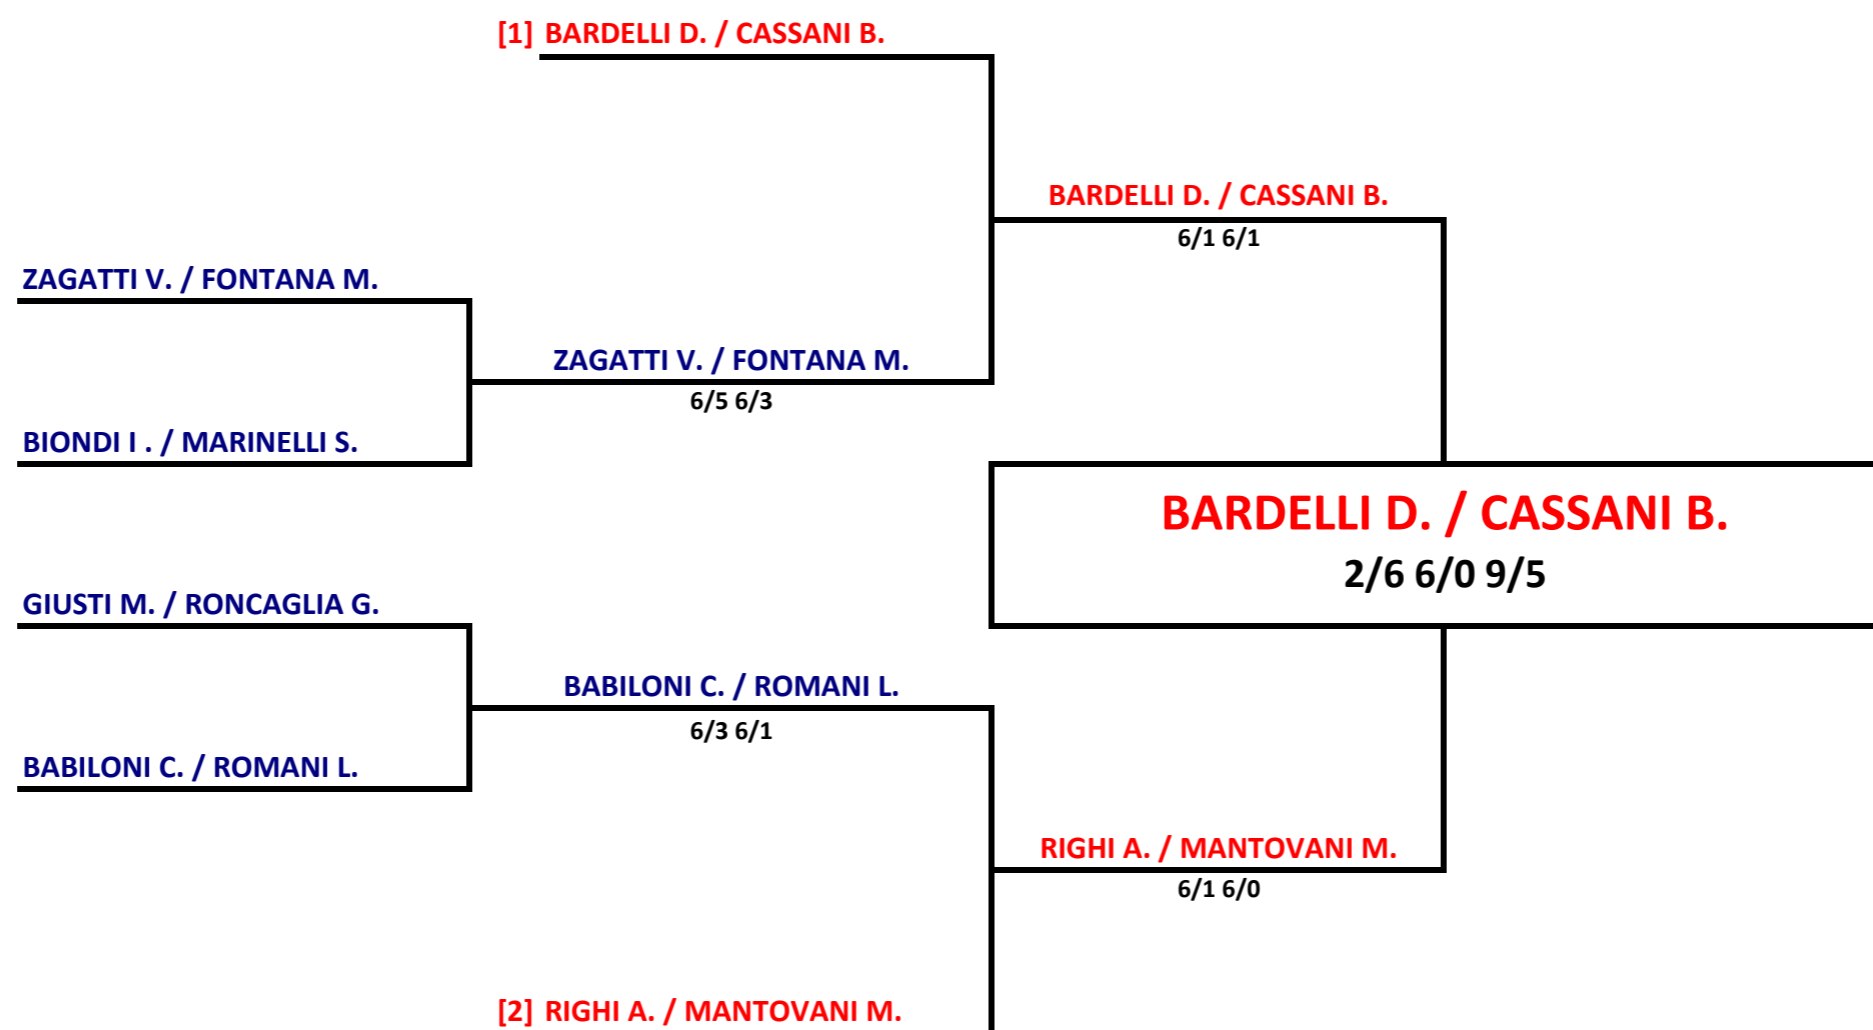 [1] BARDELLI D. / CASSANI B.
BARDELLI D. / CASSANI B.
6/1 6/1
ZAGATTI V. / FONTANA M.
ZAGATTI V. / FONTANA M.
6/5 6/3
BIONDI I . / MARINELLI S.
BARDELLI D. / CASSANI B.
2/6 6/0 9/5
GIUSTI M. / RONCAGLIA G.
BABILONI C. / ROMANI L.
6/3 6/1
BABILONI C. / ROMANI L.
RIGHI A. / MANTOVANI M.
6/1 6/0
[2] RIGHI A. / MANTOVANI M.